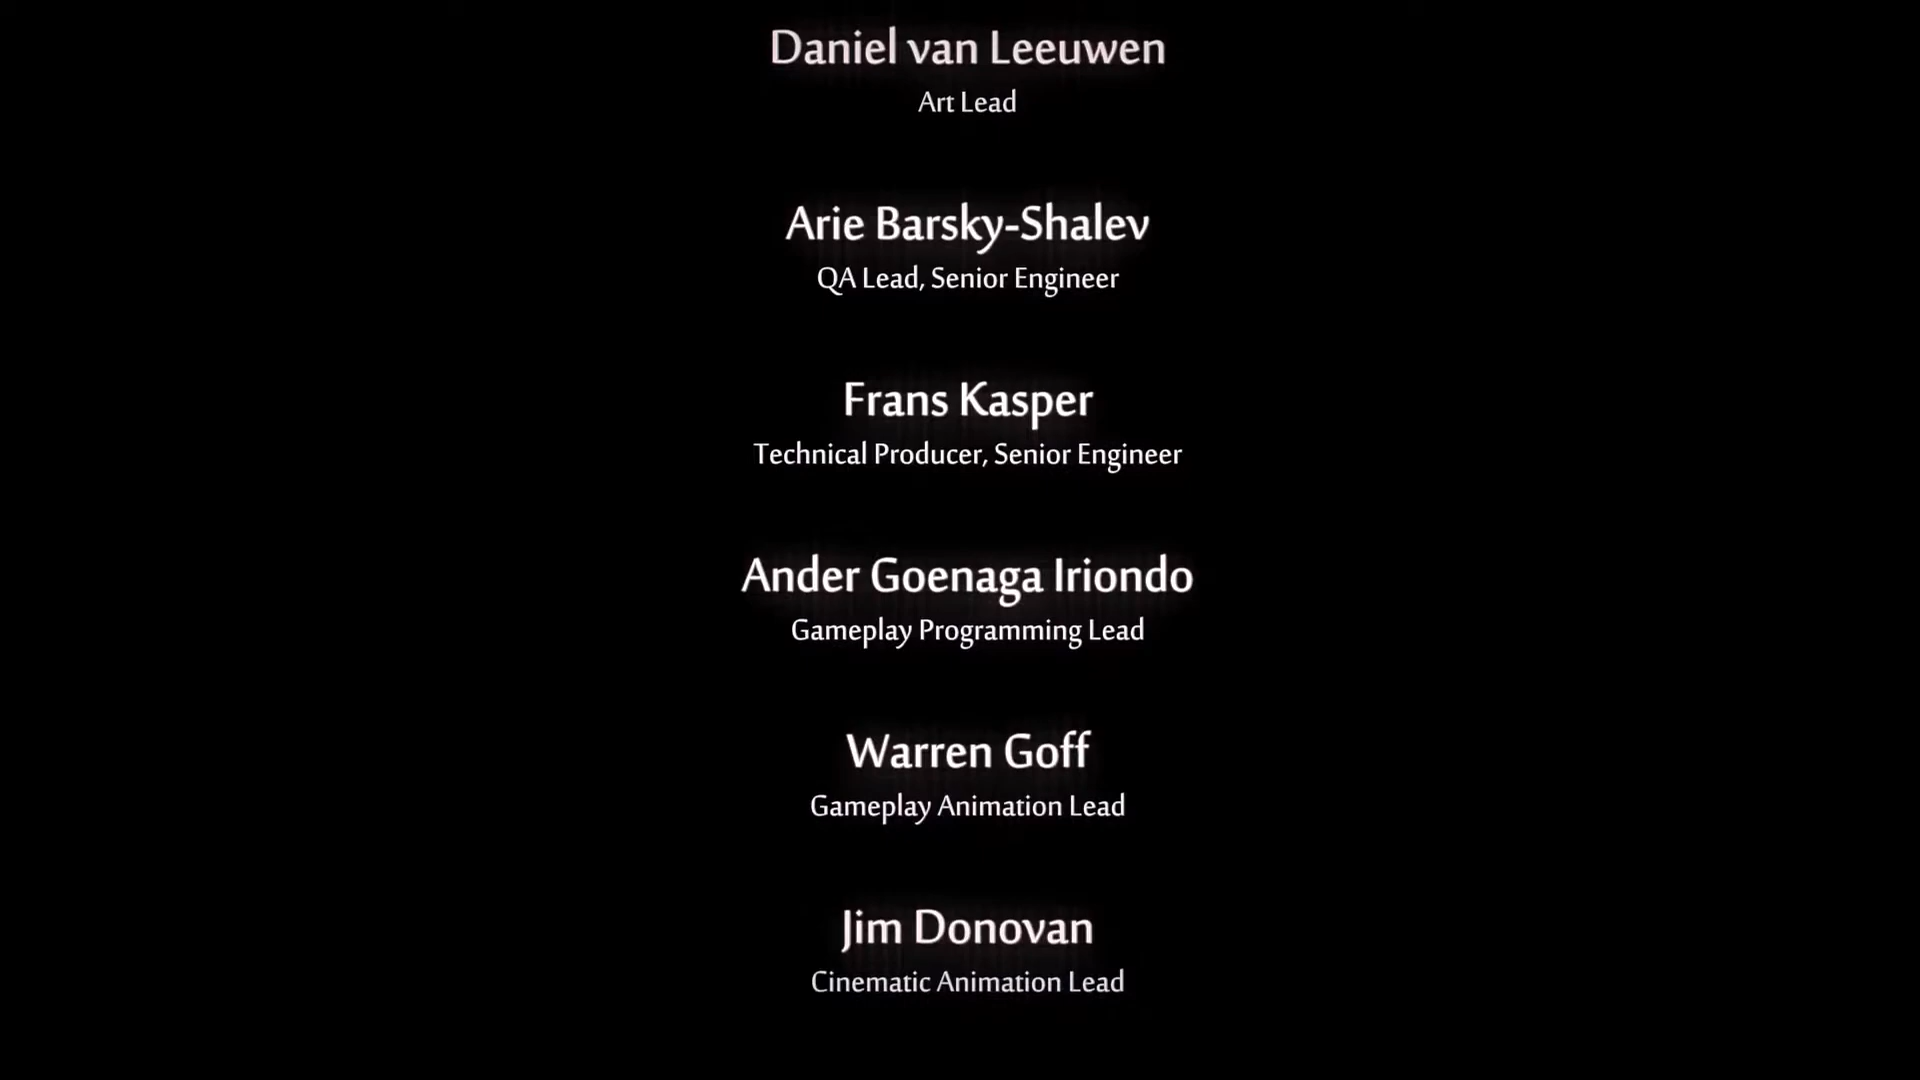 Daniel van Leeuwen
Art Lead
Arie Barsky-Shalev
QA Lead, Senior Engineer
Frans Kasper
Technical Producer, Senior Engineer
Ander Goenaga Iriondo
Gameplay Programming Lead
Warren Goff
Gameplay Animation Lead
Jim Donovan
Cinematic Animation Lead